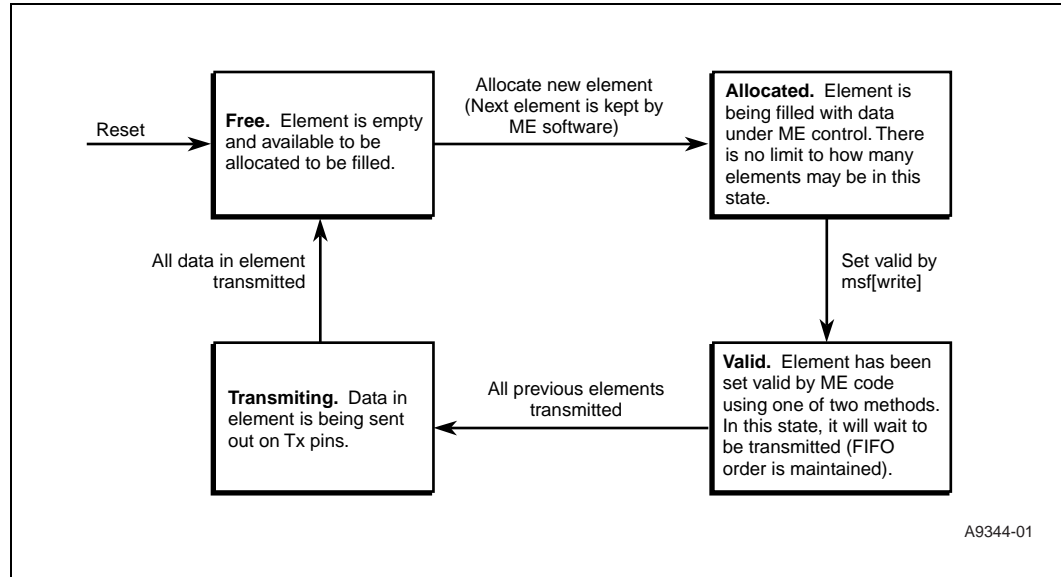 Reset
Free. Element is empty
and available to be
allocated to be filled.
Allocate new element
(Next element is kept by
ME software)
Allocated. Element is
being filled with data
under ME control. There
is no limit to how many
elements may be in this
state.
Set valid by
msf[write]
Valid. Element has been
set valid by ME code
using one of two methods.
In this state, it will wait to
be transmitted (FIFO
order is maintained).
All previous elements
transmitted
Transmiting. Data in
element is being sent
out on Tx pins.
All data in element
transmitted
A9344-01